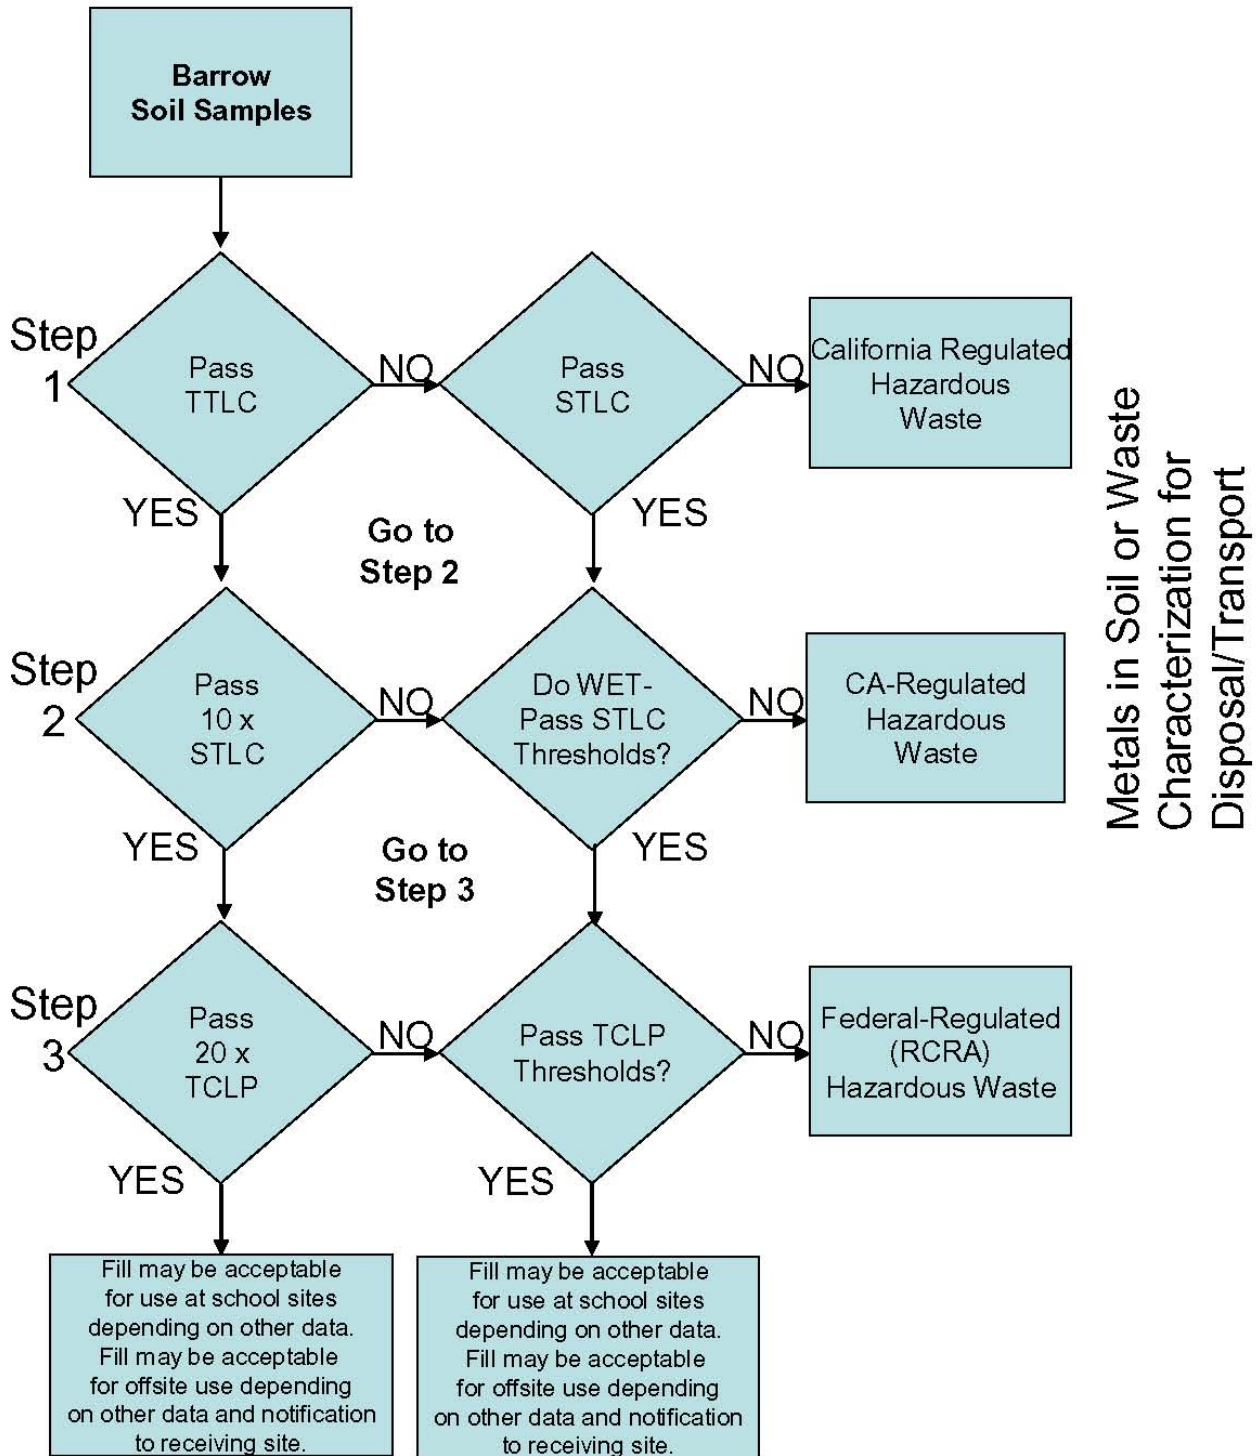 Barrow
Soil Samples
Step
1
Pass
TTLC
NO
Pass
STLC
NO
California Regulated
Hazardous
Waste
YES
Go to
Step 2
YES
Step
2
Pass
10 x
STLC
NO
Do WET-
Pass STLC
Thresholds?
NO
CA-Regulated
Hazardous
Waste
YES
Go to
Step 3
YES
Step
3
Pass
20 x
TCLP
NO
Pass TCLP
Thresholds?
NO
Federal-Regulated
(RCRA)
Hazardous Waste
YES
YES
Fill may be acceptable
for use at school sites
depending on other data.
Fill may be acceptable
for offsite use depending
on other data and notification
to receiving site.
Fill may be acceptable
for use at school sites
depending on other data.
Fill may be acceptable
for offsite use depending
on other data and notification
to receiving site.
Metals in Soil or Waste
Characterization for
Disposal/Transport